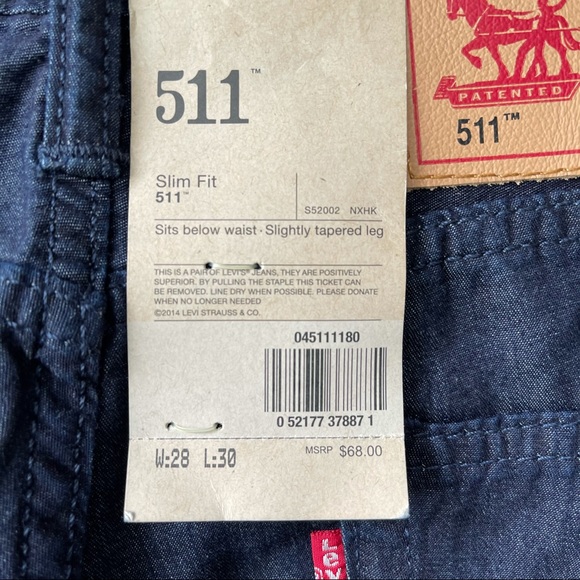 511™
Slim Fit
511™
S52002 NXHK
Sits below waist · Slightly tapered leg
THIS IS A PAIR OF LEVI'S® JEANS, THEY ARE POSITIVELY
SUPERIOR. BY PULLING THE STAPLE THIS TICKET CAN
BE REMOVED. LINE DRY WHEN POSSIBLE. PLEASE DONATE
WHEN NO LONGER NEEDED
©2014 LEVI STRAUSS & CO.
045111180
0 52177 37887 1
W:28 L:30
MSRP $68.00
PATENTED
511™
Lev